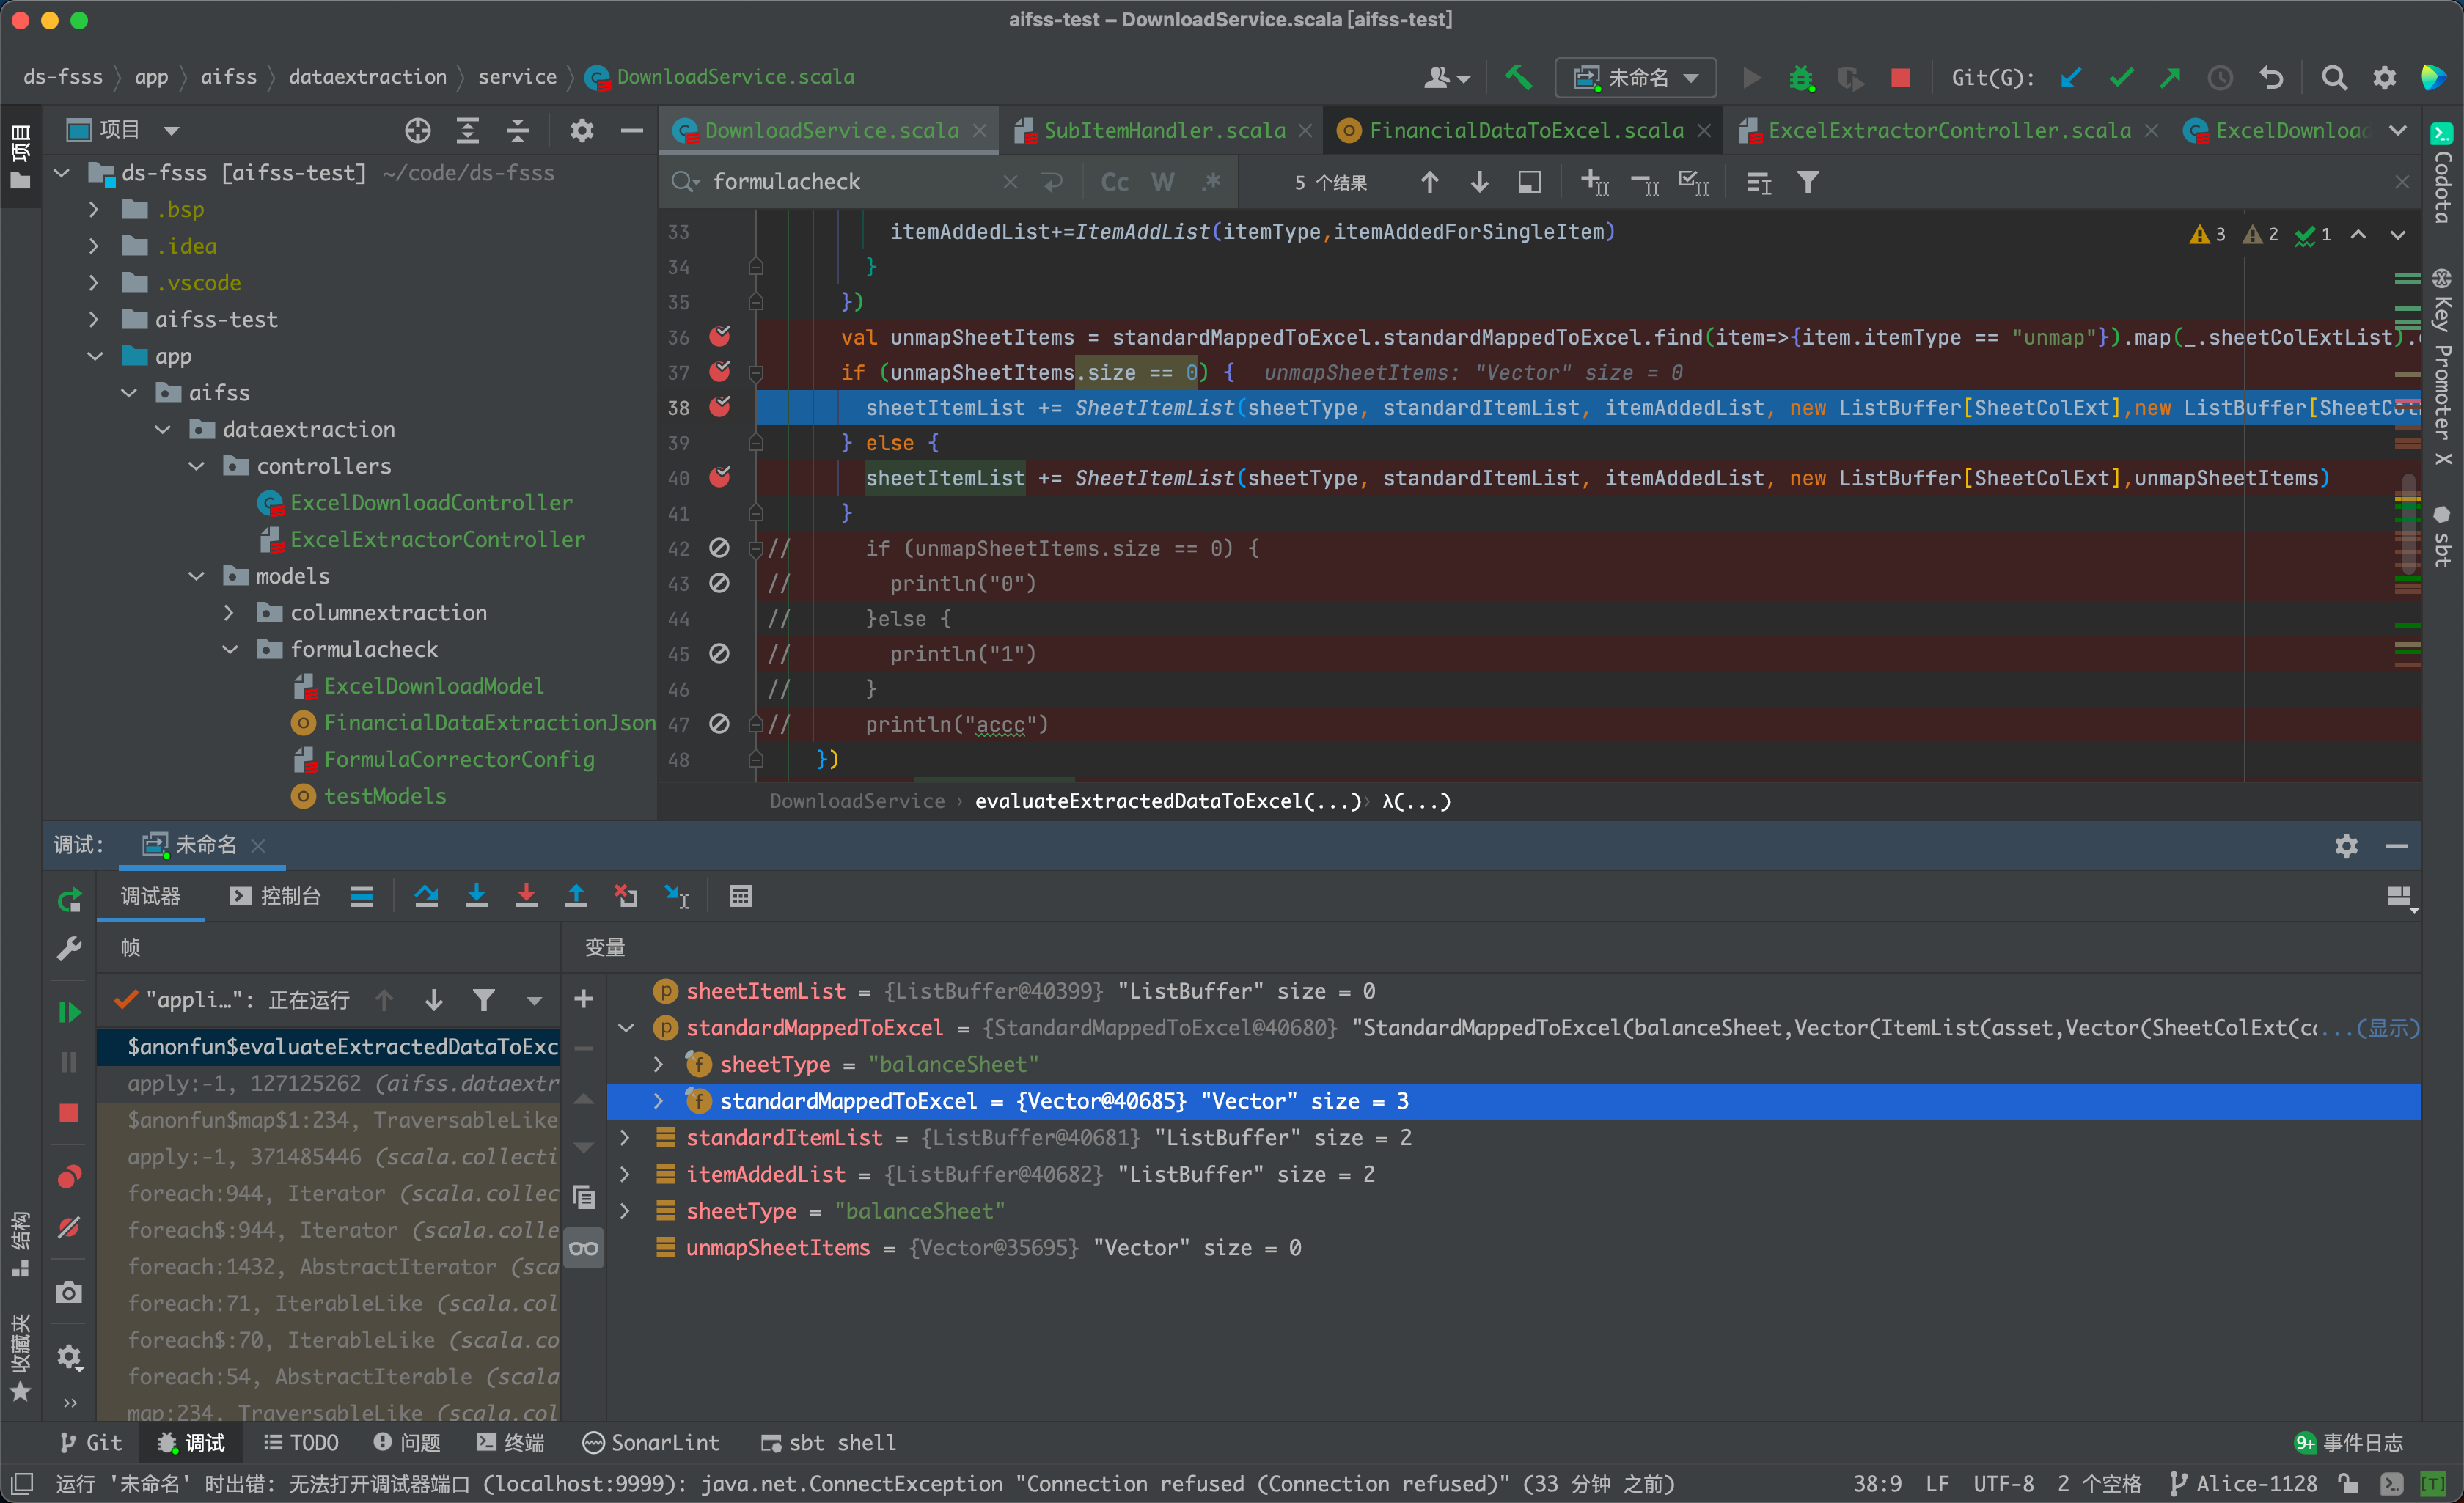 aifss-test – DownloadService.scala [aifss-test]
ds-fsss 〉 app 〉 aifss 〉 dataextraction 〉 service 〉 DownloadService.scala
未命名
Git(G):
项目
项目
DownloadService.scala
SubItemHandler.scala
FinancialDataToExcel.scala
ExcelExtractorController.scala
ExcelDownload
ds-fsss [aifss-test] ~/code/ds-fsss
.bsp
.idea
.vscode
aifss-test
app
aifss
dataextraction
controllers
ExcelDownloadController
ExcelExtractorController
models
columnextraction
formulacheck
ExcelDownloadModel
FinancialDataExtractionJson
FormulaCorrectorConfig
testModels
formulacheck
Cc W .*
5 个结果
3 2 1
33 itemAddedList+=ItemAddList(itemType,itemAddedForSingleItem)
34 }
35 })
36 val unmapSheetItems = standardMappedToExcel.standardMappedToExcel.find(item=>{item.itemType == "unmap"}).map(_.sheetColExtList).
37 if (unmapSheetItems.size == 0) { unmapSheetItems: "Vector" size = 0
38 sheetItemList += SheetItemList(sheetType, standardItemList, itemAddedList, new ListBuffer[SheetColExt],new ListBuffer[SheetCol
39 } else {
40 sheetItemList += SheetItemList(sheetType, standardItemList, itemAddedList, new ListBuffer[SheetColExt],unmapSheetItems)
41 }
42 // if (unmapSheetItems.size == 0) {
43 // println("0")
44 // }else {
45 // println("1")
46 // }
47 // println("accc")
48 })
DownloadService › evaluateExtractedDataToExcel(...) › λ(...)
Codota
Key Promoter X
sbt
调试:
未命名
调试器
控制台
帧
变量
"appli…": 正在运行
$anonfun$evaluateExtractedDataToExc
apply:-1, 127125262 (aifss.dataextr
$anonfun$map$1:234, TraversableLike
apply:-1, 371485446 (scala.collecti
foreach:944, Iterator (scala.collec
foreach$:944, Iterator (scala.colle
foreach:1432, AbstractIterator (sca
foreach:71, IterableLike (scala.col
foreach$:70, IterableLike (scala.co
foreach:54, AbstractIterable (scala
map:234, TraversableLike (scala.col
sheetItemList = {ListBuffer@40399} "ListBuffer" size = 0
standardMappedToExcel = {StandardMappedToExcel@40680} "StandardMappedToExcel(balanceSheet,Vector(ItemList(asset,Vector(SheetColExt(cc...(显示)
sheetType = "balanceSheet"
standardMappedToExcel = {Vector@40685} "Vector" size = 3
standardItemList = {ListBuffer@40681} "ListBuffer" size = 2
itemAddedList = {ListBuffer@40682} "ListBuffer" size = 2
sheetType = "balanceSheet"
unmapSheetItems = {Vector@35695} "Vector" size = 0
结构
收藏夹
Git
调试
TODO
问题
终端
SonarLint
sbt shell
9+ 事件日志
运行 '未命名' 时出错: 无法打开调试器端口 (localhost:9999): java.net.ConnectException "Connection refused (Connection refused)" (33 分钟 之前)
38:9 LF UTF-8 2 个空格 Alice-1128
[T]